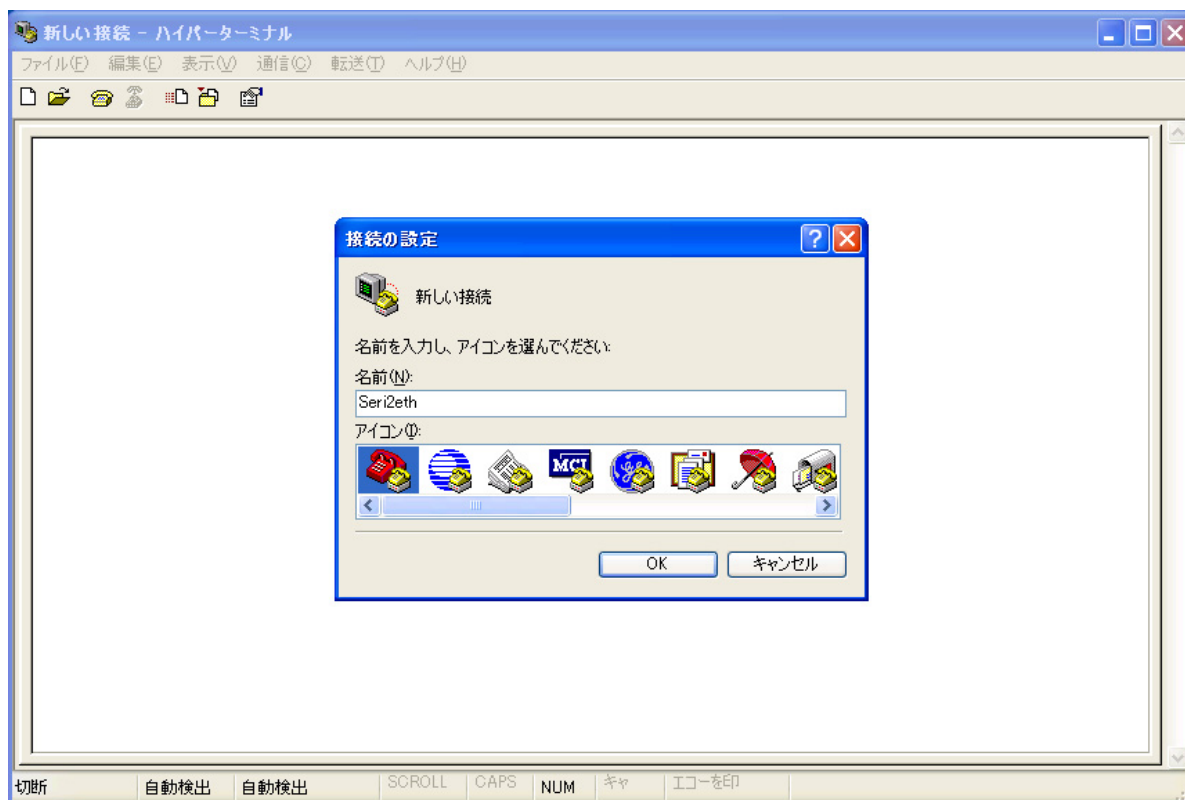 新しい接続 - ハイパーターミナル
ファイル(F) 編集(E) 表示(V) 通信(C) 転送(T) ヘルプ(H)
接続の設定
新しい接続
名前を入力し、アイコンを選んでください:
名前(N):
Seri2eth
アイコン(I):
MCI
OK キャンセル
切断 自動検出 自動検出 SCROLL CAPS NUM キャ エコーを印